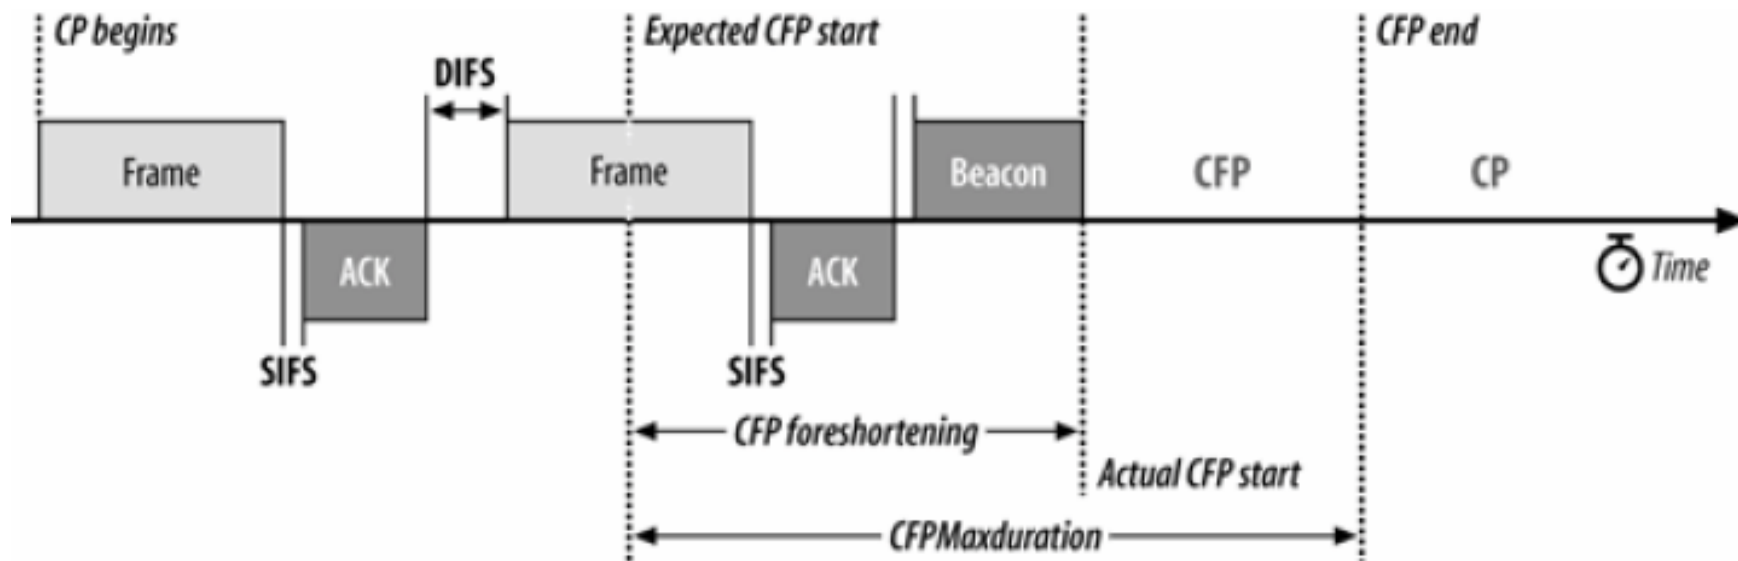 CP begins
Expected CFP start
CFP end
DIFS
Frame
Frame
Beacon
CFP
CP
ACK
ACK
Time
SIFS
SIFS
CFP foreshortening
Actual CFP start
CFPMaxduration